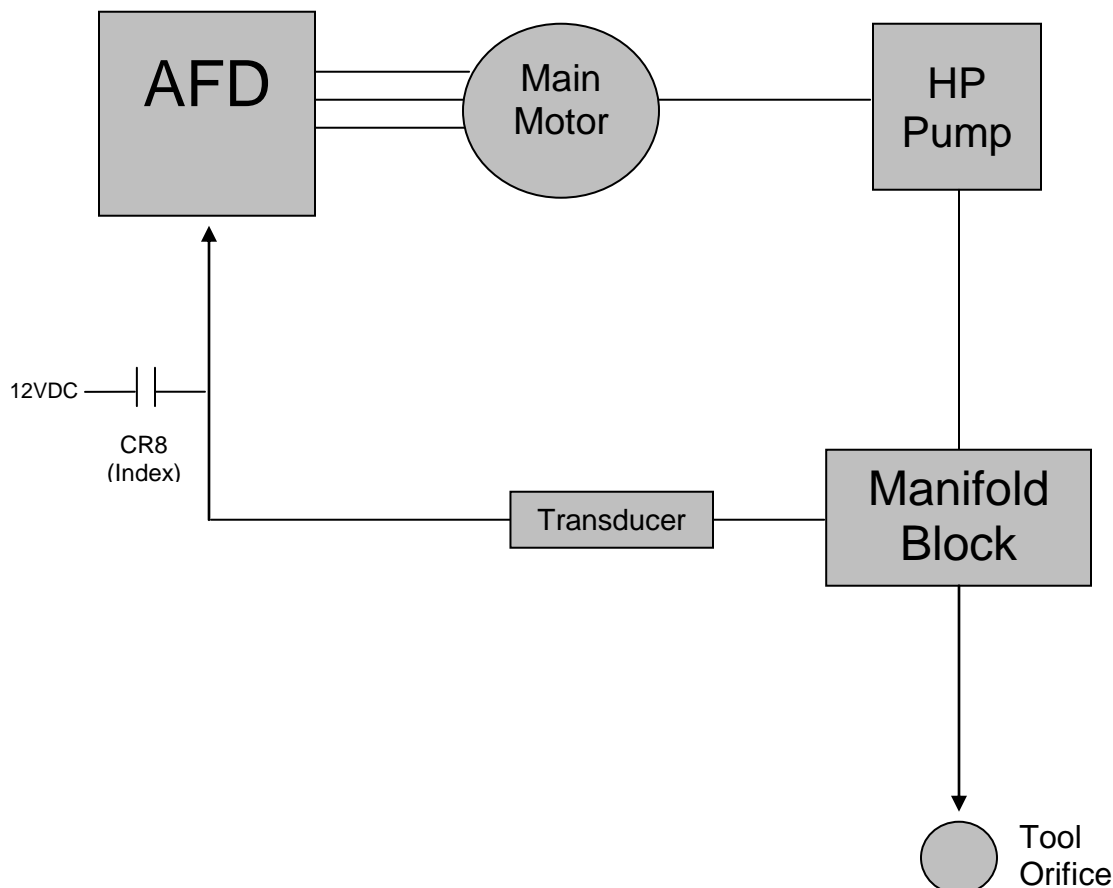 AFD
Main
Motor
HP
Pump
12VDC
CR8
(Index)
Transducer
Manifold
Block
Tool
Orifice